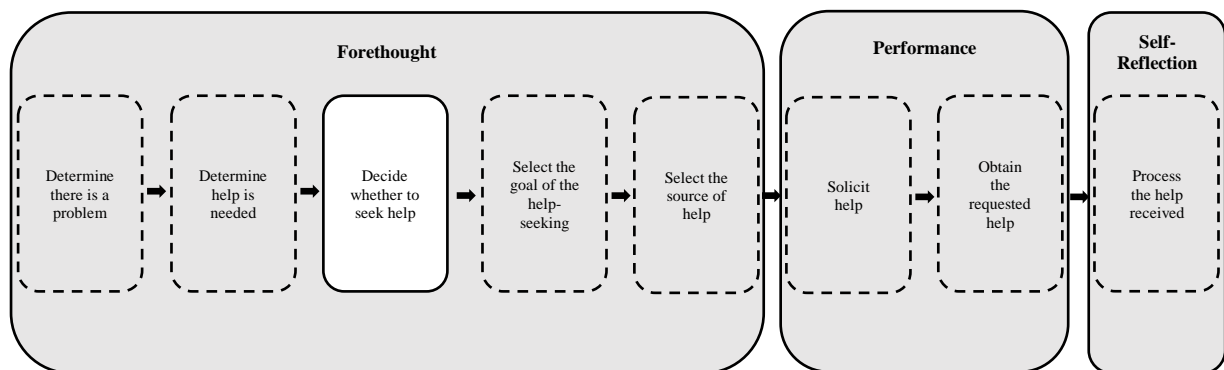 Forethought
Determine
there is a
problem
Determine
help is
needed
Decide
whether to
seek help
Select the
goal of the
help-
seeking
Select the
source of
help
Performance
Solicit
help
Obtain
the
requested
help
Self-
Reflection
Process
the help
received